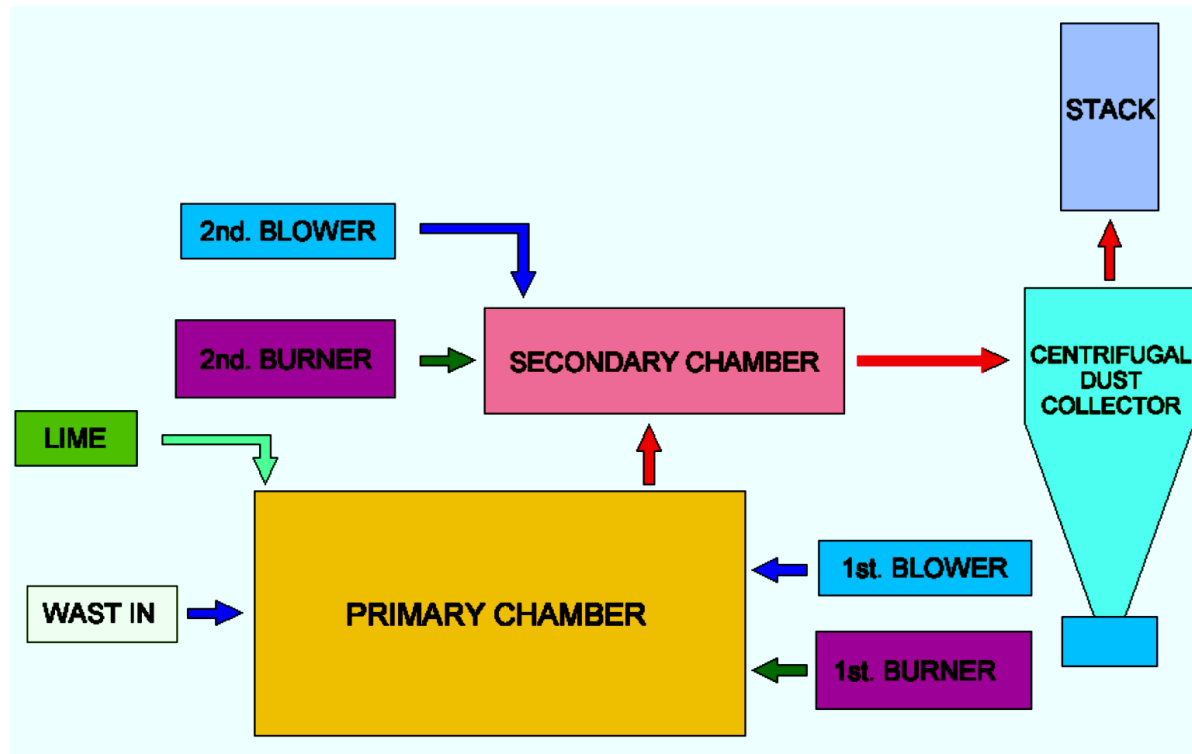 STACK
2nd. BLOWER
2nd. BURNER
SECONDARY CHAMBER
CENTRIFUGAL
DUST
COLLECTOR
LIME
WAST IN
PRIMARY CHAMBER
1st. BLOWER
1st. BURNER